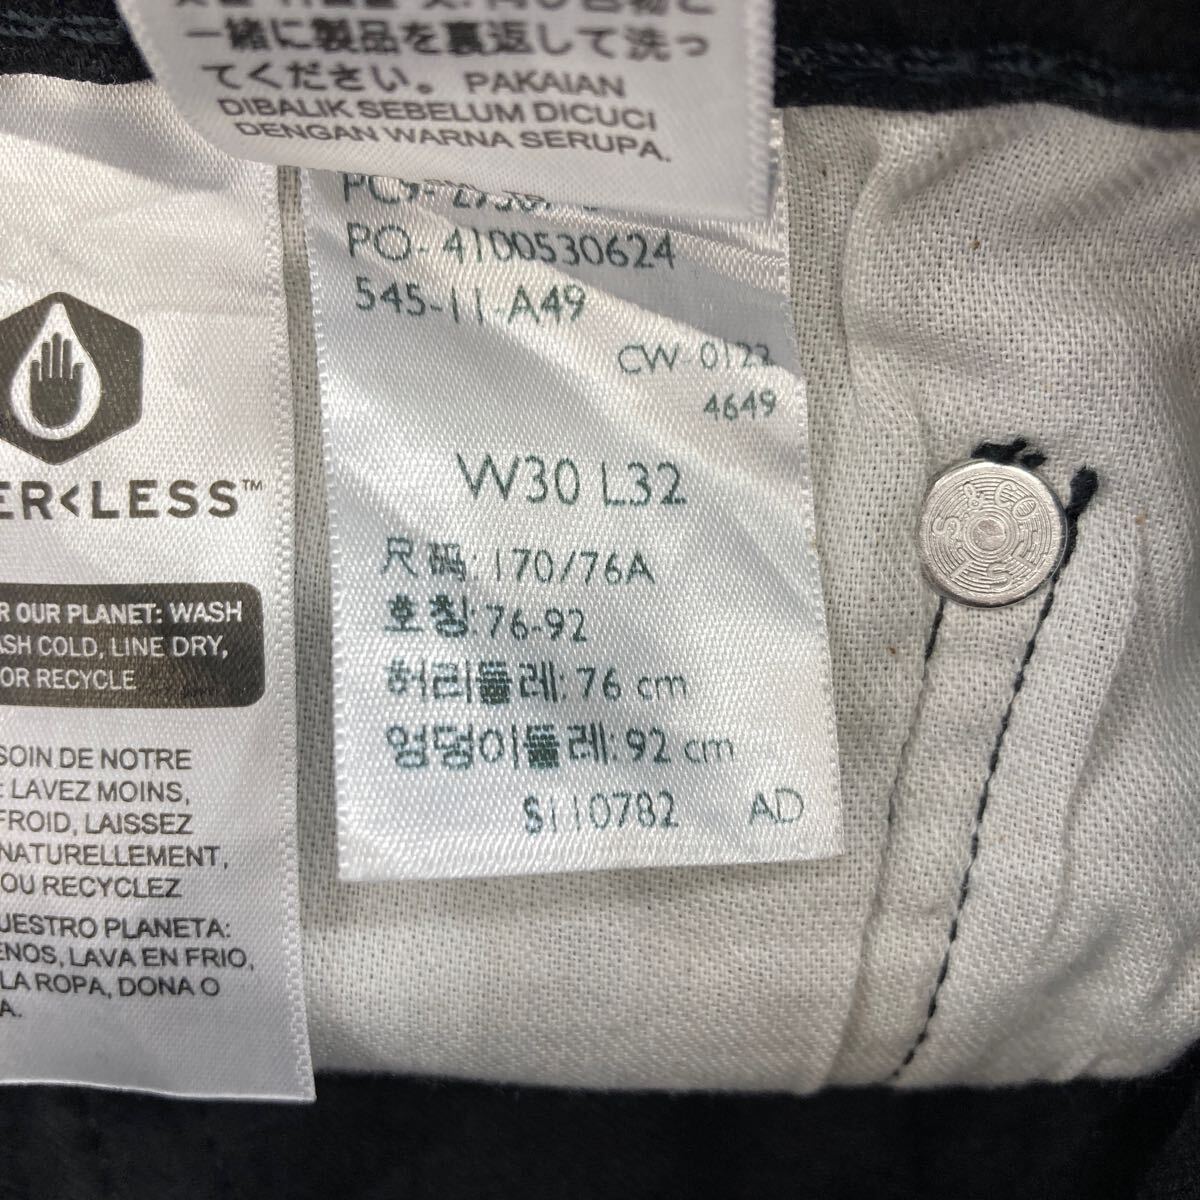 一緒に製品を裏返して洗っ
てください。 PAKAIAN
DIBALIK SEBELUM DICUCI
DENGAN WARNA SERUPA.
PO-4100530624
545-11-A49
CW-0122
4649
W30 L32
尺码: 170/76A
호칭:76-92
허리둘레: 76 cm
엉덩이둘레: 92 cm
S110782 AD
ER<LESS™
R OUR PLANET: WASH
ASH COLD, LINE DRY,
OR RECYCLE
SOIN DE NOTRE
: LAVEZ MOINS,
FROID, LAISSEZ
NATURELLEMENT,
OU RECYCLEZ
UESTRO PLANETA:
ENOS, LAVA EN FRIO,
LA ROPA, DONA O
A.